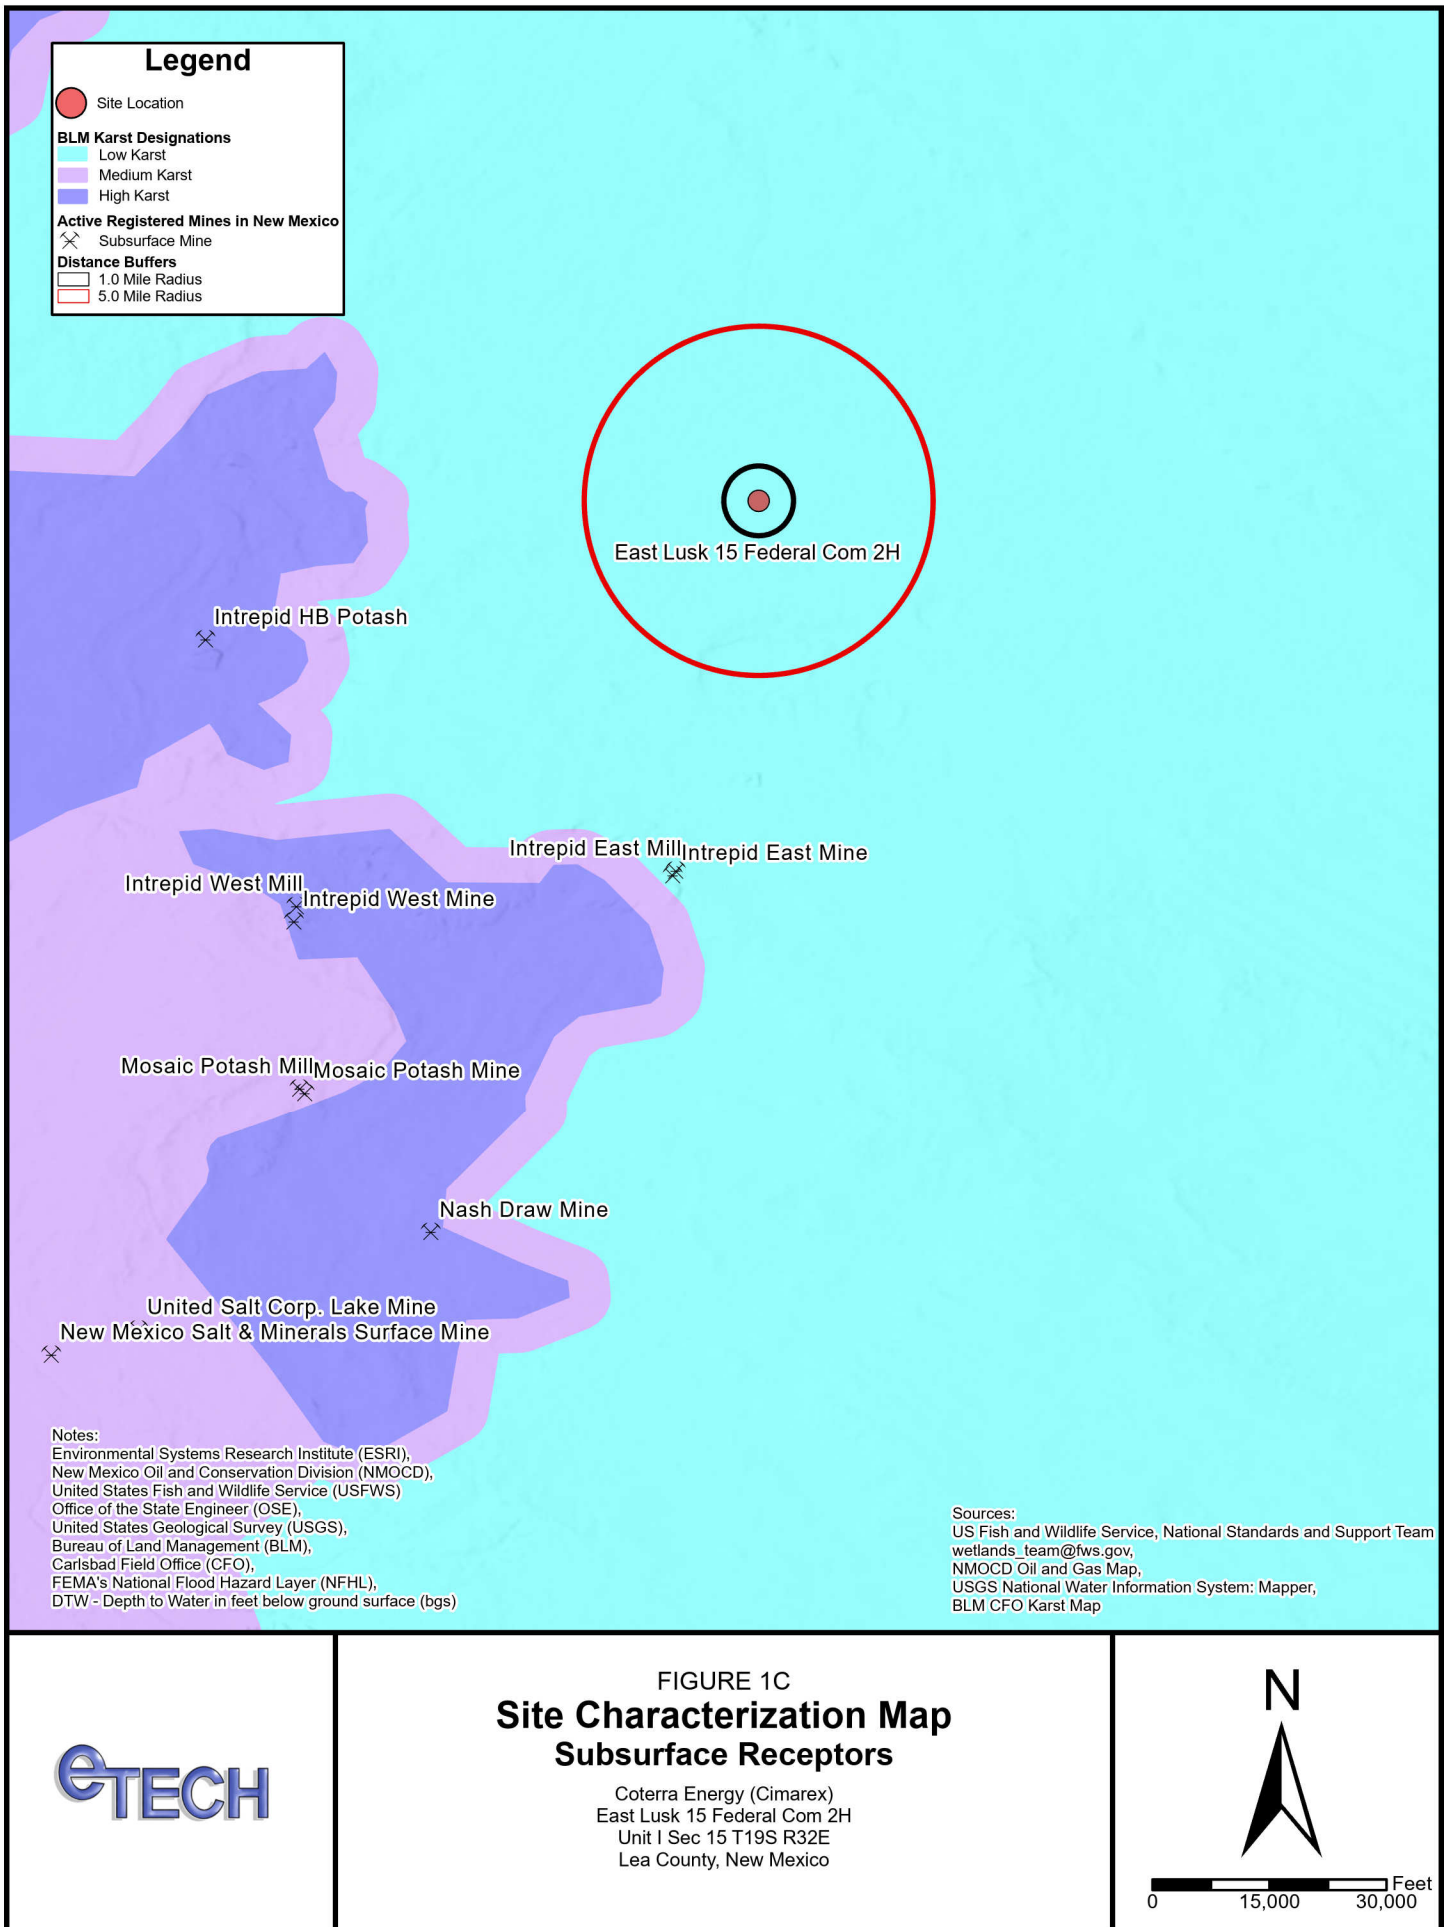 Legend
Site Location
BLM Karst Designations
Low Karst
Medium Karst
High Karst
Active Registered Mines in New Mexico
Subsurface Mine
Distance Buffers
1.0 Mile Radius
5.0 Mile Radius
East Lusk 15 Federal Com 2H
Intrepid HB Potash
Intrepid East Mill
Intrepid East Mine
Intrepid West Mill
Intrepid West Mine
Mosaic Potash Mill
Mosaic Potash Mine
Nash Draw Mine
United Salt Corp. Lake Mine
New Mexico Salt & Minerals Surface Mine
Notes:
Environmental Systems Research Institute (ESRI),
New Mexico Oil and Conservation Division (NMOCD),
United States Fish and Wildlife Service (USFWS)
Office of the State Engineer (OSE),
United States Geological Survey (USGS),
Bureau of Land Management (BLM),
Carlsbad Field Office (CFO),
FEMA's National Flood Hazard Layer (NFHL),
DTW - Depth to Water in feet below ground surface (bgs)
Sources:
US Fish and Wildlife Service, National Standards and Support Team
wetlands_team@fws.gov,
NMOCD Oil and Gas Map,
USGS National Water Information System: Mapper,
BLM CFO Karst Map
eTECH
FIGURE 1C
Site Characterization Map
Subsurface Receptors
Coterra Energy (Cimarex)
East Lusk 15 Federal Com 2H
Unit I Sec 15 T19S R32E
Lea County, New Mexico
N
Feet
0 15,000 30,000